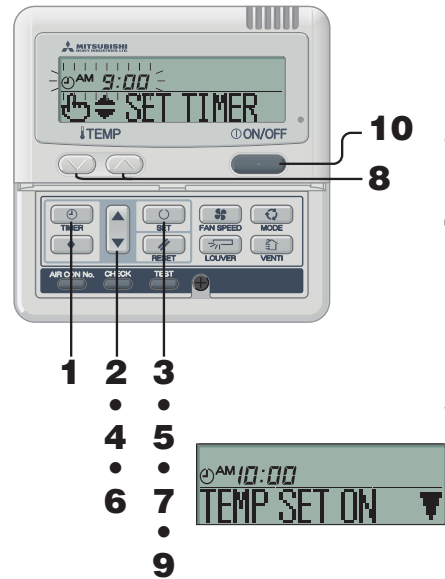 MITSUBISHI
HEAVY INDUSTRIES, LTD.
AM 9:00
SET TIMER
TEMP
ON/OFF
10
8
TIMER
SET
FAN SPEED
MODE
RESET
LOUVER
VENTI
AIR CON No.
CHECK
TEST
1
2
3
•
•
4
5
•
•
6
7
•
9
AM 10:00
TEMP SET ON